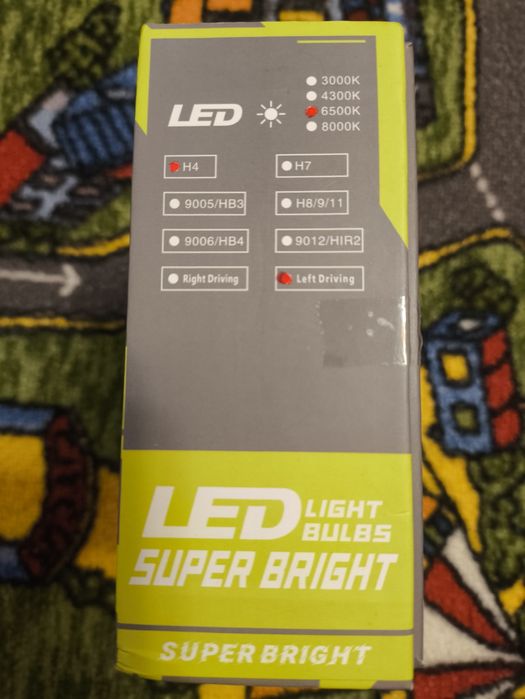 3000K
4300K
LED 6500K
8000K
H4 H7
9005/HB3 H8/9/11
9006/HB4 9012/HIR2
Right Driving Left Driving
LED LIGHT
BULBS
SUPER BRIGHT
SUPER BRIGHT